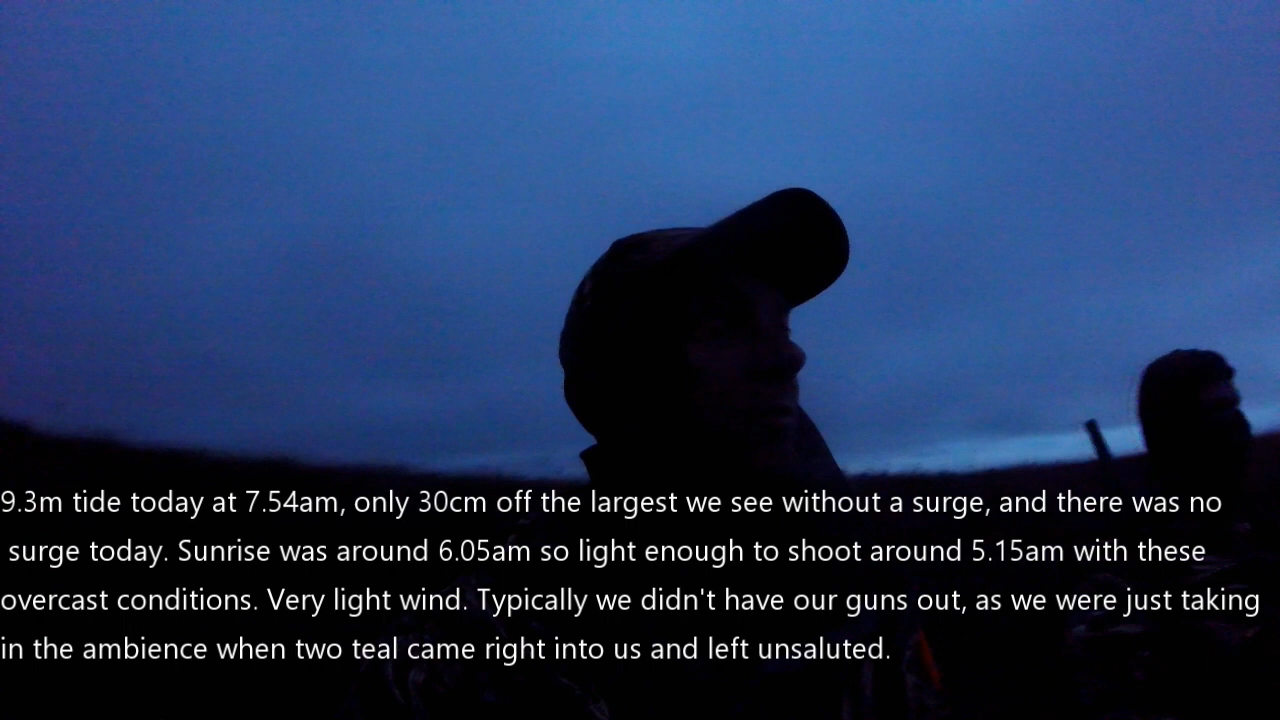 9.3m tide today at 7.54am, only 30cm off the largest we see without a surge, and there was no
surge today. Sunrise was around 6.05am so light enough to shoot around 5.15am with these
overcast conditions. Very light wind. Typically we didn't have our guns out, as we were just taking
in the ambience when two teal came right into us and left unsaluted.